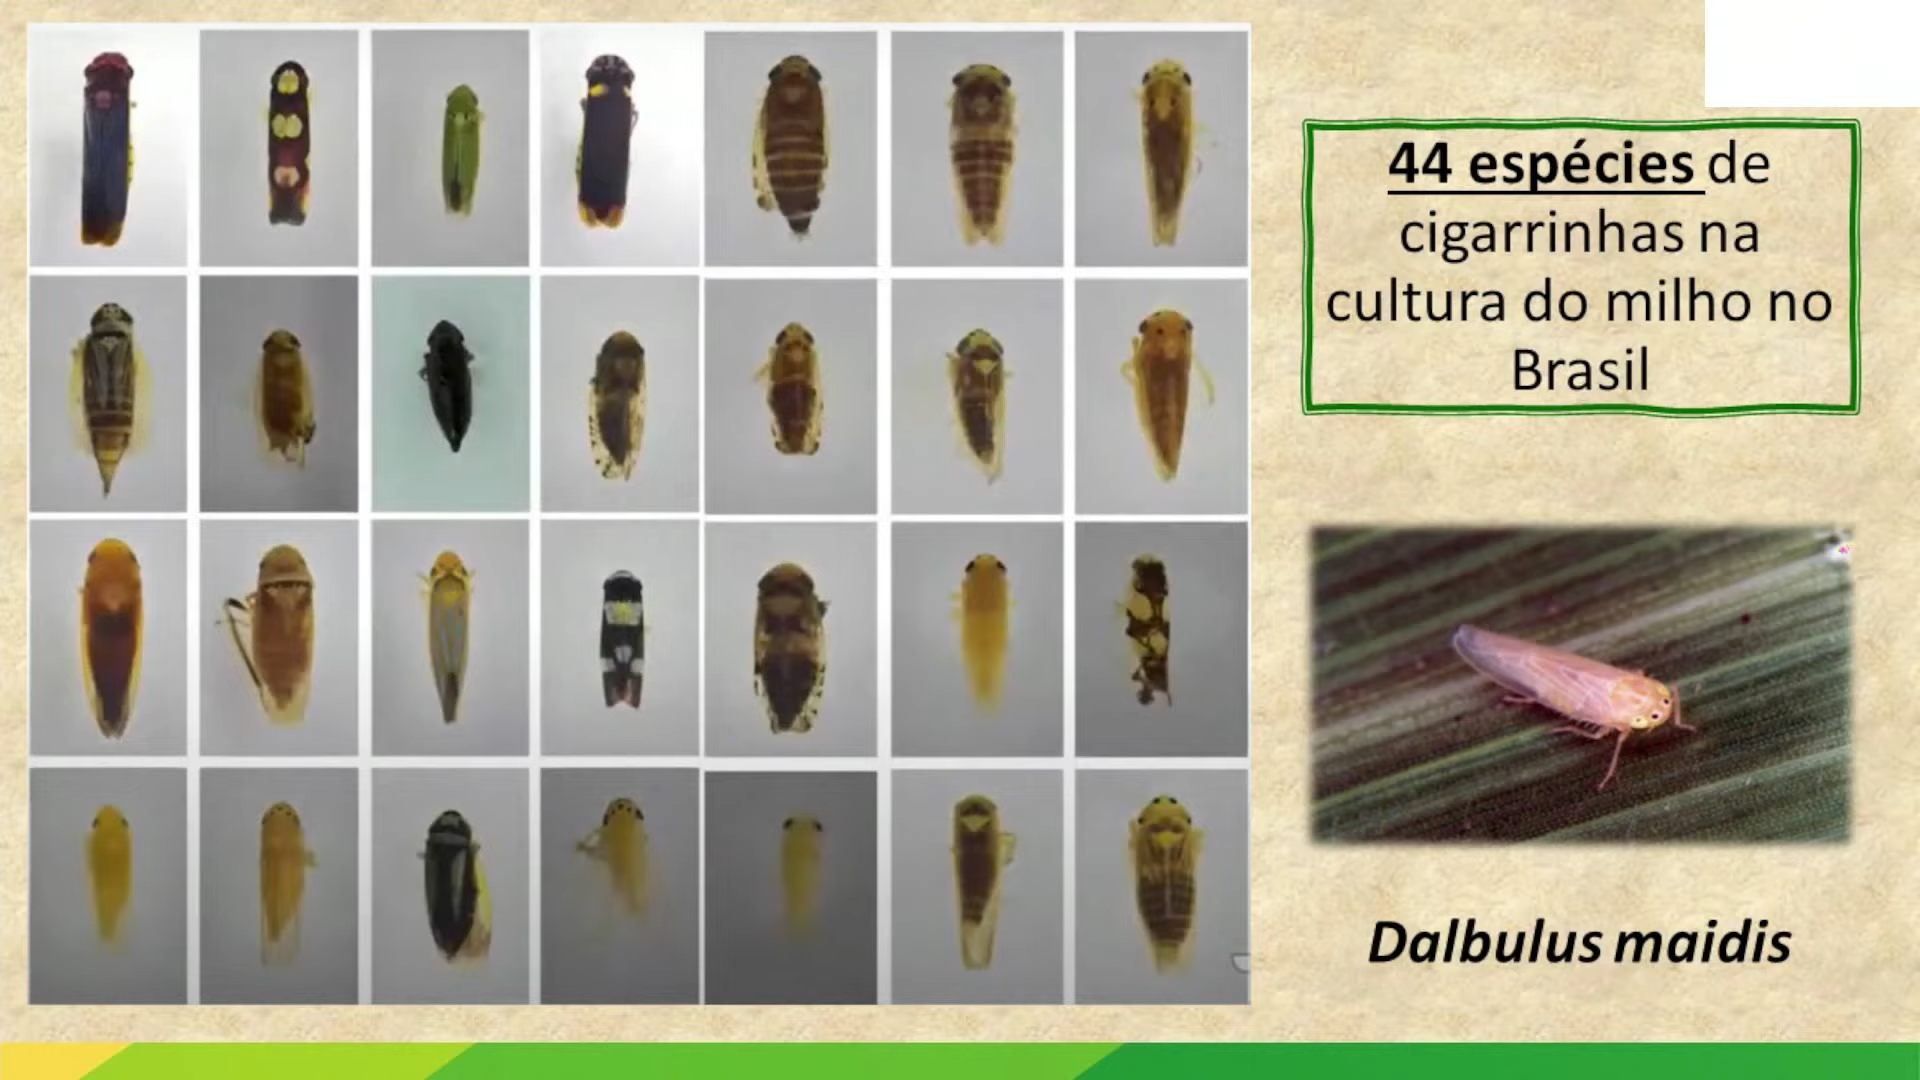 44 espécies de
cigarrinhas na
cultura do milho no
Brasil
Dalbulus maidis